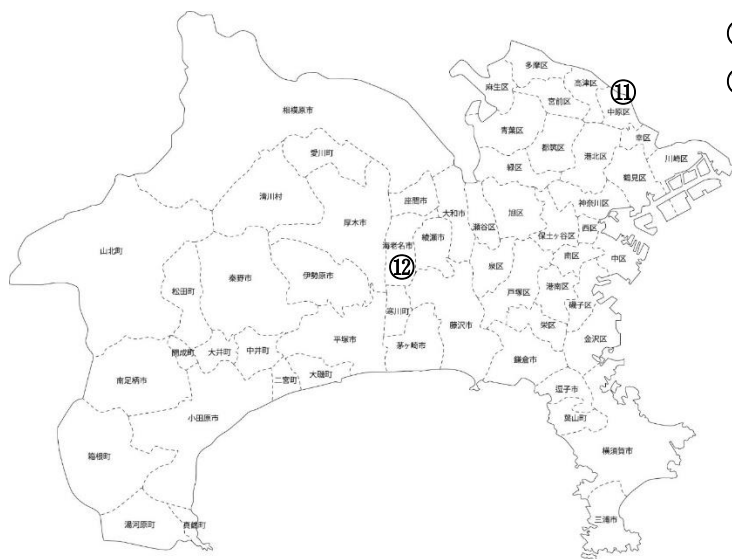 多摩区
高津区
麻生区
宮前区
⑪
中原区
相模原市
青葉区
都筑区
港北区
幸区
川崎区
愛川町
緑区
鶴見区
清川村
座間市
大和市
神奈川区
厚木市
瀬谷区
旭区
西区
保土ヶ谷区
海老名市
綾瀬市
山北町
⑫
泉区
南区
中区
秦野市
伊勢原市
戸塚区
港南区
松田町
磯子区
寒川町
藤沢市
栄区
金沢区
開成町
大井町
中井町
平塚市
茅ヶ崎市
鎌倉市
南足柄市
二宮町
大磯町
逗子市
小田原市
葉山町
箱根町
横須賀市
湯河原町
真鶴町
三浦市